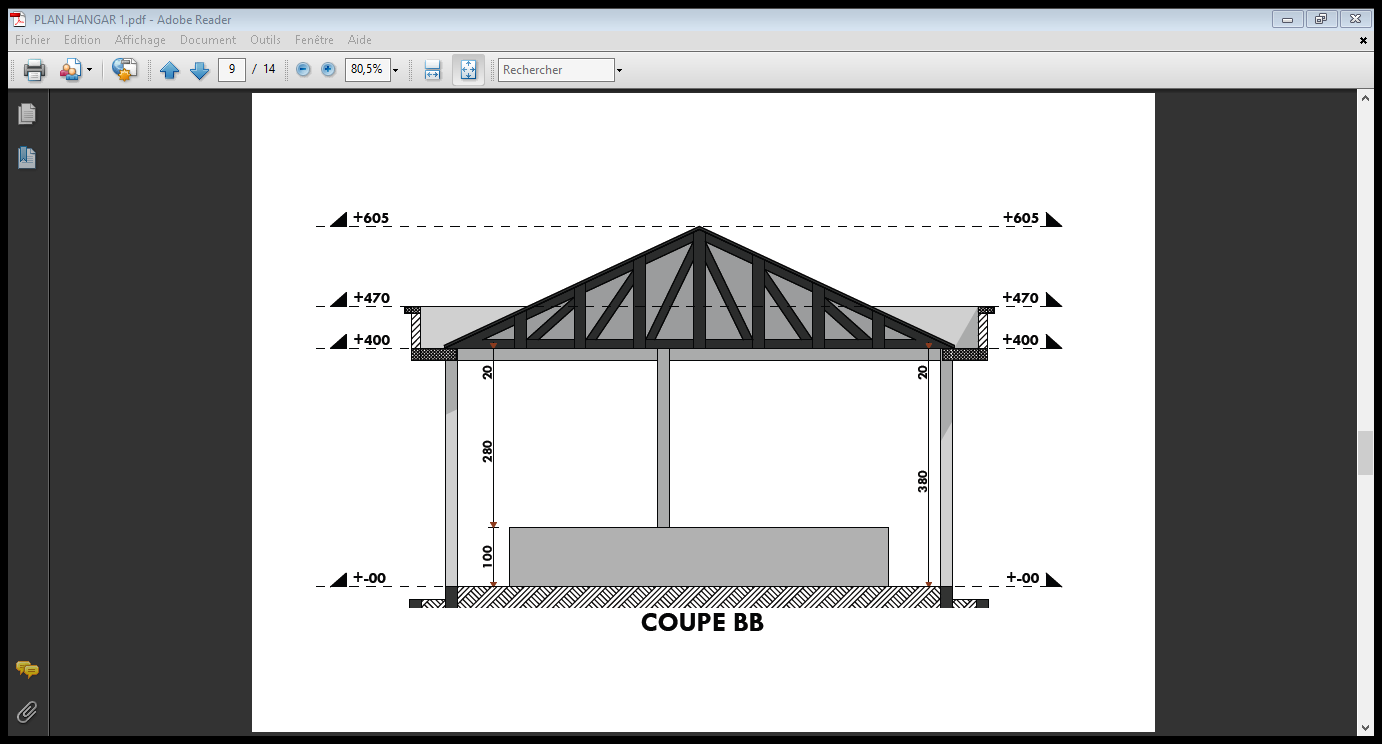 PLAN HANGAR 1.pdf - Adobe Reader
Fichier Edition Affichage Document Outils Fenêtre Aide
9 / 14 80,5% Rechercher
+605 +605
+470 +470
+400 +400
20 20
280
380
100
+-00 +-00
COUPE BB